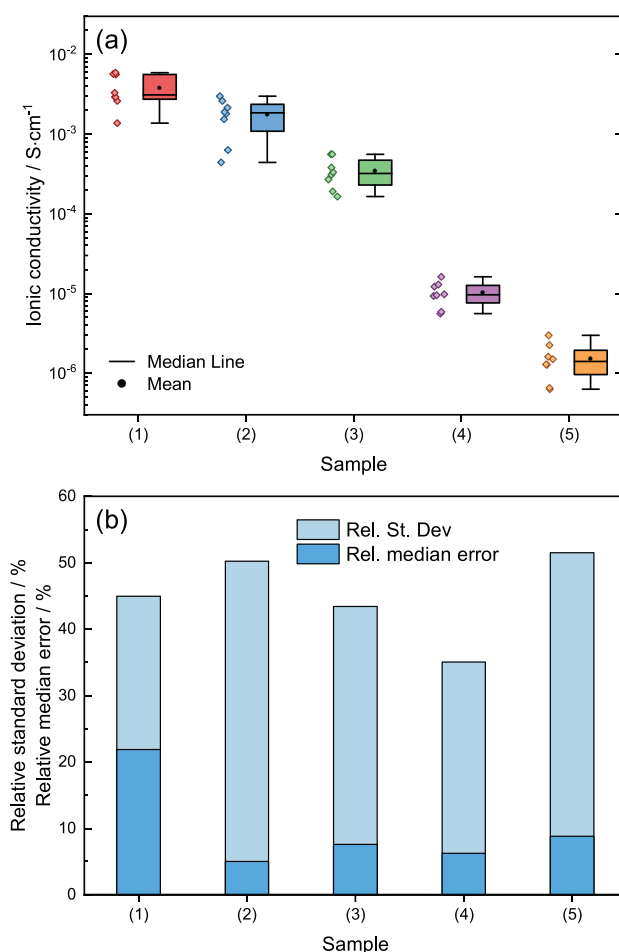 (a)
Ionic conductivity / S·cm⁻¹
10⁻²
10⁻³
10⁻⁴
10⁻⁵
10⁻⁶
Median Line
Mean
(1) (2) (3) (4) (5)
Sample
(b)
Relative standard deviation / %
Relative median error / %
60
50
40
30
20
10
0
Rel. St. Dev
Rel. median error
(1) (2) (3) (4) (5)
Sample